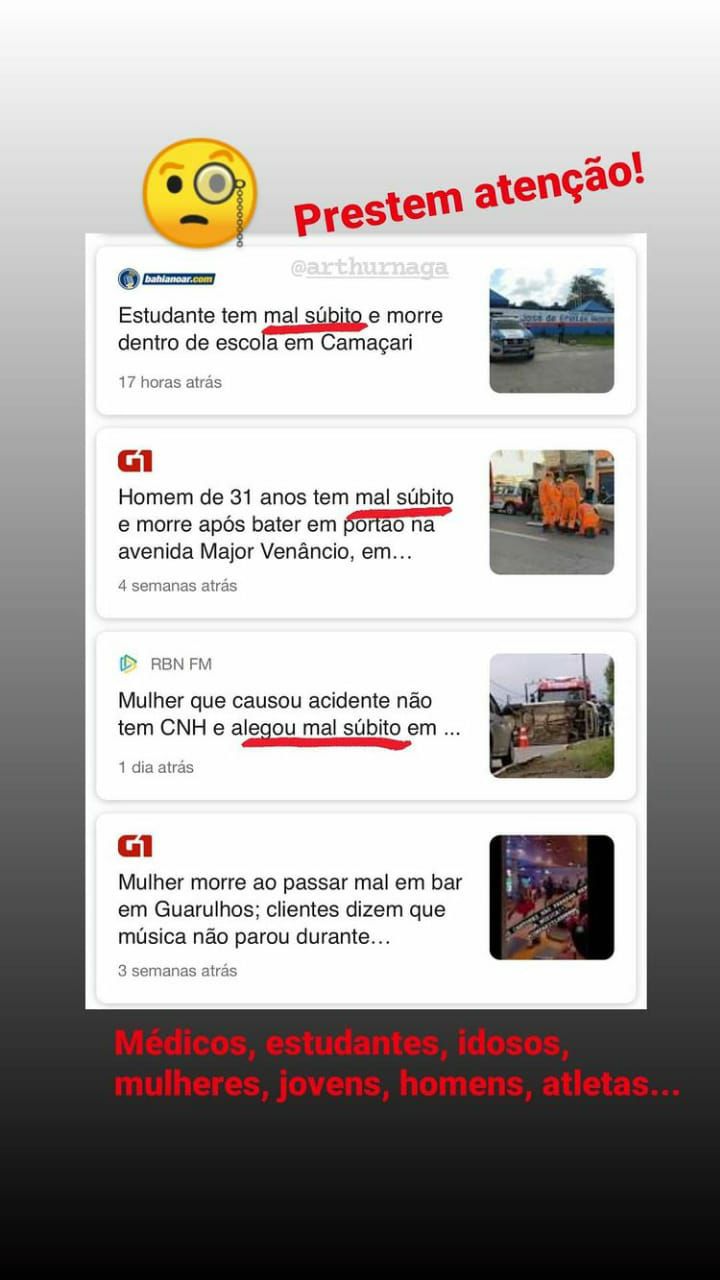 Prestem atenção!
@arthurnaga
bahianoar.com
Estudante tem mal súbito e morre
dentro de escola em Camaçari
17 horas atrás
G1
Homem de 31 anos tem mal súbito
e morre após bater em portão na
avenida Major Venâncio, em...
4 semanas atrás
RBN FM
Mulher que causou acidente não
tem CNH e alegou mal súbito em ...
1 dia atrás
G1
Mulher morre ao passar mal em bar
em Guarulhos; clientes dizem que
música não parou durante...
3 semanas atrás
Médicos, estudantes, idosos,
mulheres, jovens, homens, atletas...